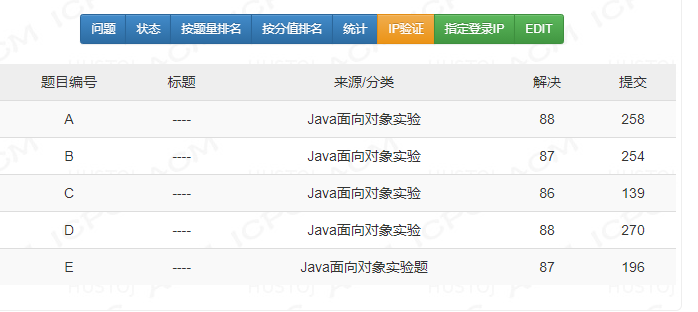 问题 状态 按题量排名 按分值排名 统计 IP验证 指定登录IP EDIT
题目编号 标题 来源/分类 解决 提交
A ---- Java面向对象实验 88 258
B ---- Java面向对象实验 87 254
C ---- Java面向对象实验 86 139
D ---- Java面向对象实验 88 270
E ---- Java面向对象实验题 87 196